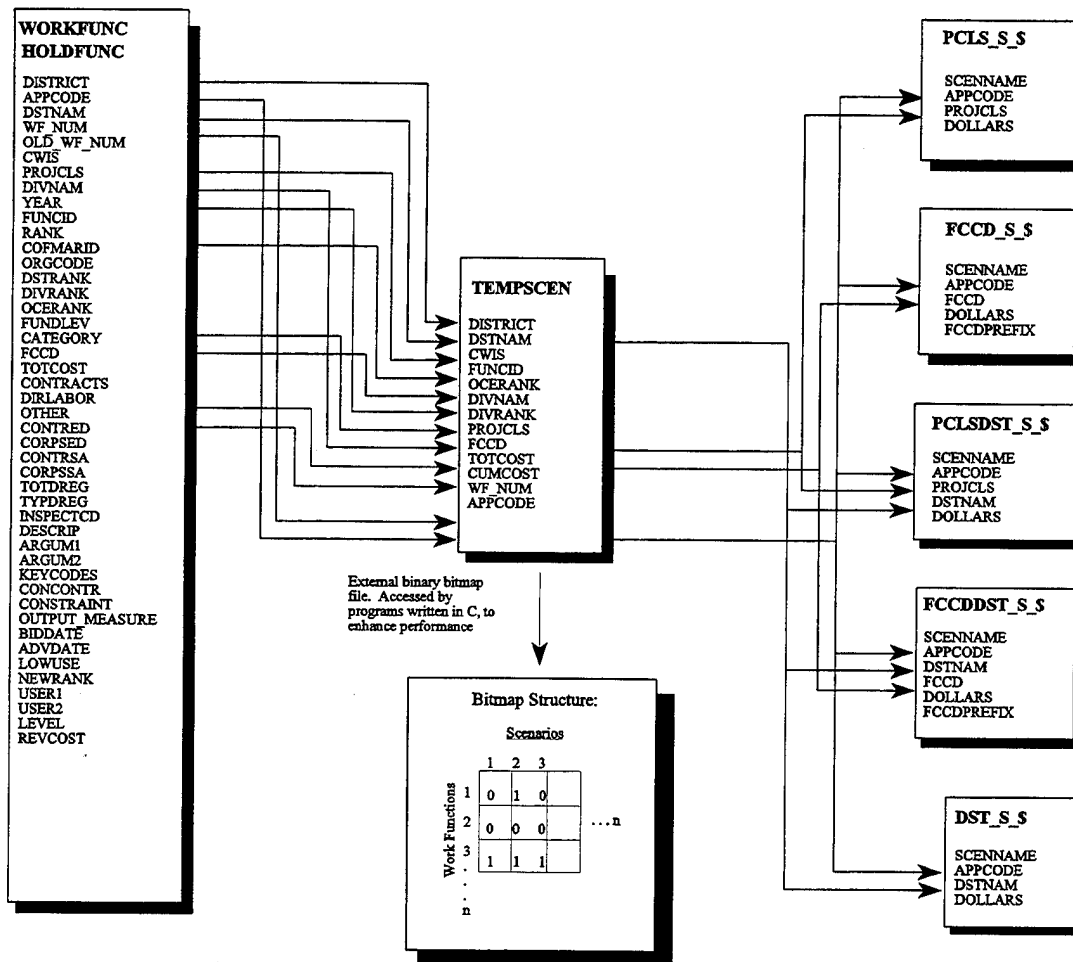 WORKFUNC
HOLDFUNC
DISTRICT
APPCODE
DSTNAM
WF_NUM
OLD_WF_NUM
CWIS
PROJCLS
DIVNAM
YEAR
FUNCID
RANK
COFMARID
ORGCODE
DSTRANK
DIVRANK
OCERANK
FUNDLEV
CATEGORY
FCCD
TOTCOST
CONTRACTS
DIRLABOR
OTHER
CONTRED
CORPSED
CONTRSA
CORPSSA
TOTDREG
TYPDREG
INSPECTCD
DESCRIP
ARGUM1
ARGUM2
KEYCODES
CONCONTR
CONSTRAINT
OUTPUT_MEASURE
BIDDATE
ADVDATE
LOWUSE
NEWRANK
USER1
USER2
LEVEL
REVCOST
TEMPSCEN
DISTRICT
DSTNAM
CWIS
FUNCID
OCERANK
DIVNAM
DIVRANK
PROJCLS
FCCD
TOTCOST
CUMCOST
WF_NUM
APPCODE
External binary bitmap
file. Accessed by
programs written in C, to
enhance performance
Bitmap Structure:
Scenarios
1 2 3
Work Functions
1 0 1 0
2 0 0 0 ...n
3 1 1 1
.
.
.
n
PCLS_S_$
SCENNAME
APPCODE
PROJCLS
DOLLARS
FCCD_S_$
SCENNAME
APPCODE
FCCD
DOLLARS
FCCDPREFIX
PCLSDST_S_$
SCENNAME
APPCODE
PROJCLS
DSTNAM
DOLLARS
FCCDDST_S_$
SCENNAME
APPCODE
DSTNAM
FCCD
DOLLARS
FCCDPREFIX
DST_S_$
SCENNAME
APPCODE
DSTNAM
DOLLARS